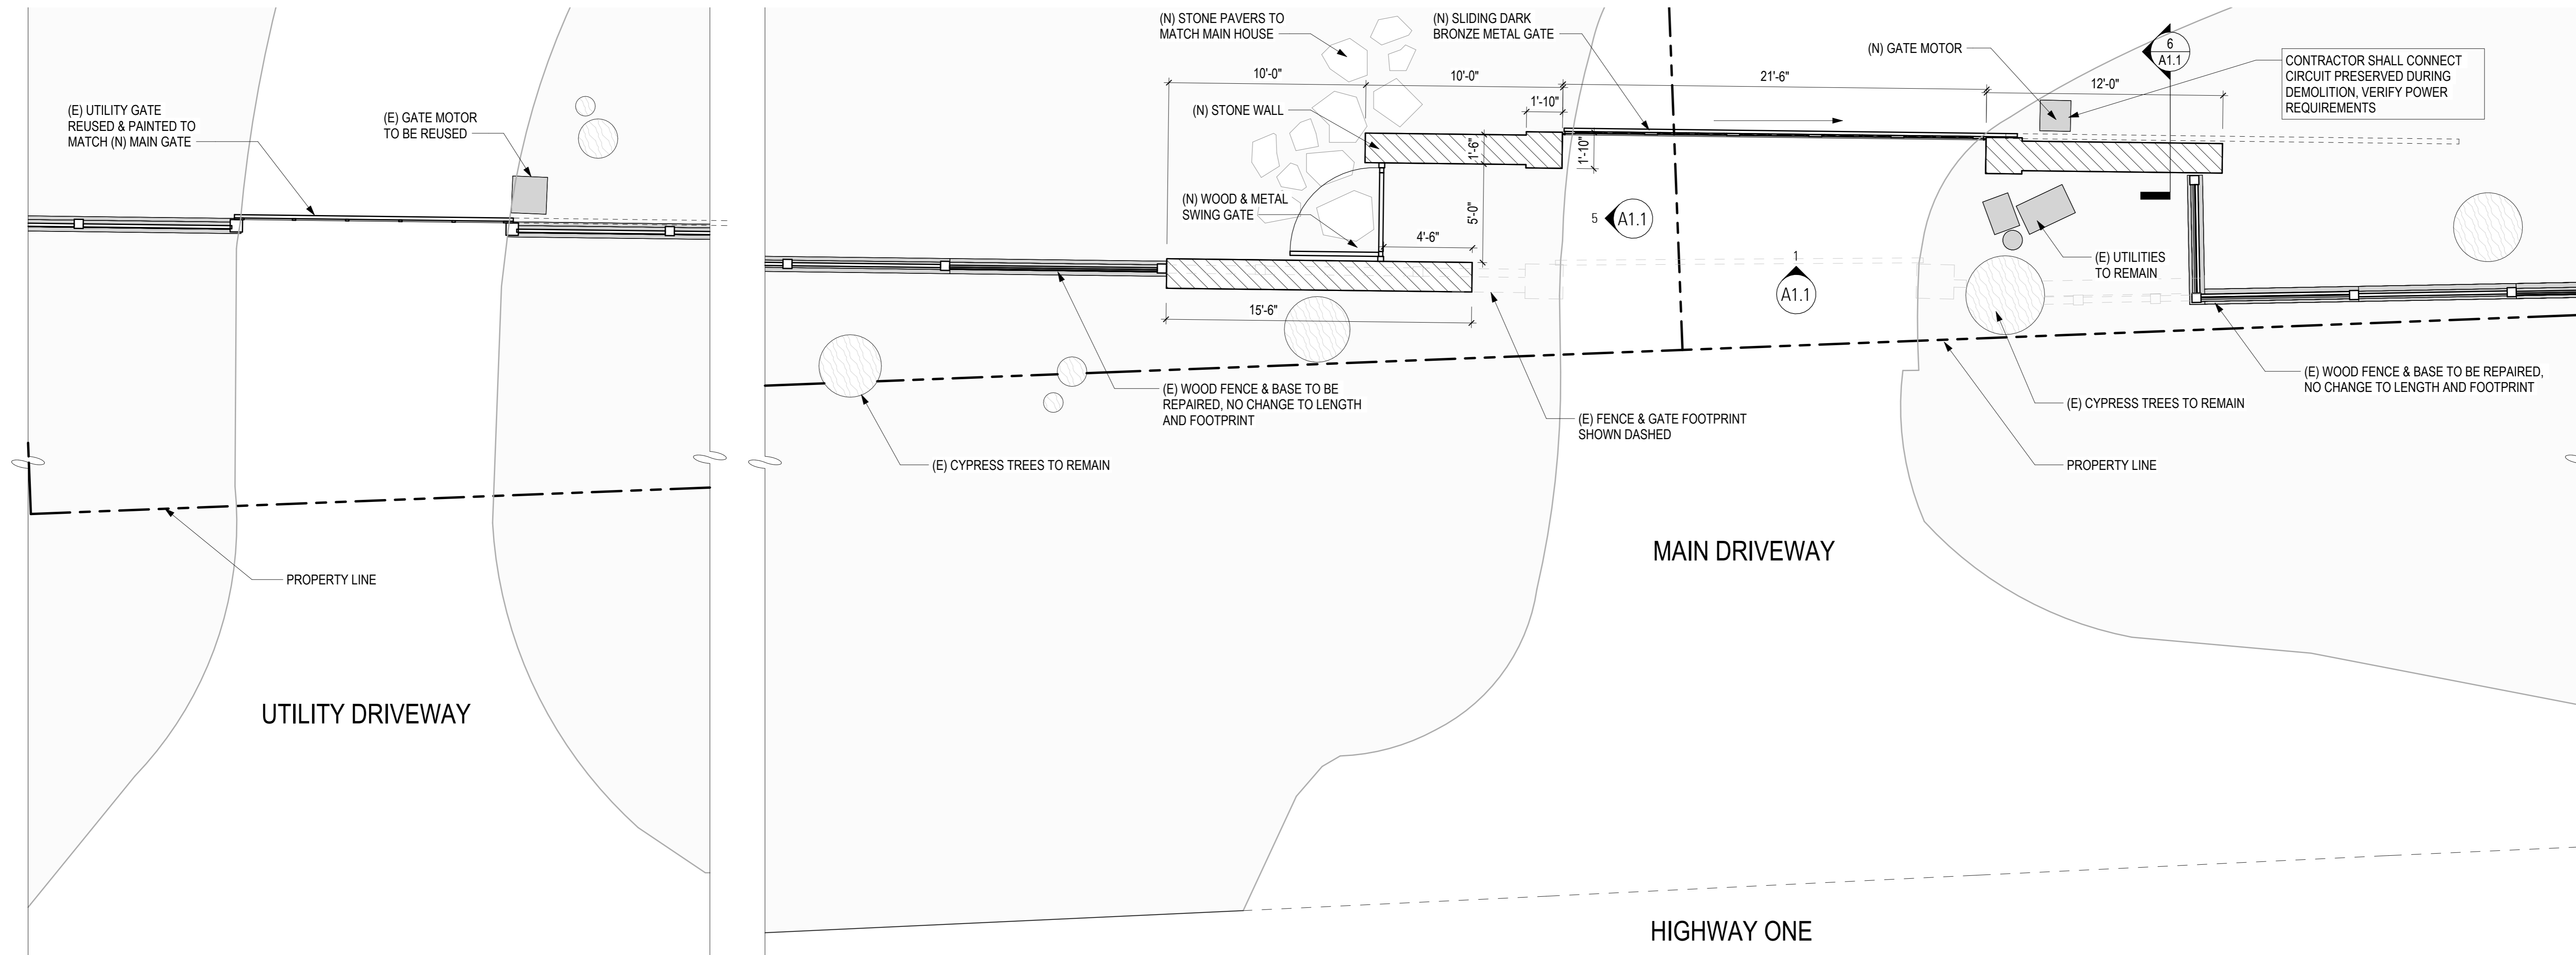 (E) UTILITY GATE
REUSED & PAINTED TO
MATCH (N) MAIN GATE
(E) GATE MOTOR
TO BE REUSED
PROPERTY LINE
UTILITY DRIVEWAY
(N) STONE PAVERS TO
MATCH MAIN HOUSE
(N) SLIDING DARK
BRONZE METAL GATE
(N) GATE MOTOR
6
A1.1
CONTRACTOR SHALL CONNECT
CIRCUIT PRESERVED DURING
DEMOLITION, VERIFY POWER
REQUIREMENTS
10'-0"
10'-0"
21'-6"
12'-0"
1'-10"
(N) STONE WALL
1'-6"
1'-10"
(N) WOOD & METAL
SWING GATE
5'-0"
4'-6"
5
A1.1
1
A1.1
(E) UTILITIES
TO REMAIN
15'-6"
(E) WOOD FENCE & BASE TO BE
REPAIRED, NO CHANGE TO LENGTH
AND FOOTPRINT
(E) FENCE & GATE FOOTPRINT
SHOWN DASHED
(E) WOOD FENCE & BASE TO BE REPAIRED,
NO CHANGE TO LENGTH AND FOOTPRINT
(E) CYPRESS TREES TO REMAIN
(E) CYPRESS TREES TO REMAIN
PROPERTY LINE
MAIN DRIVEWAY
HIGHWAY ONE